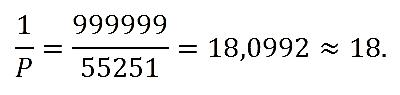 1/P = 999999/55251 = 18,0992 ≈ 18.